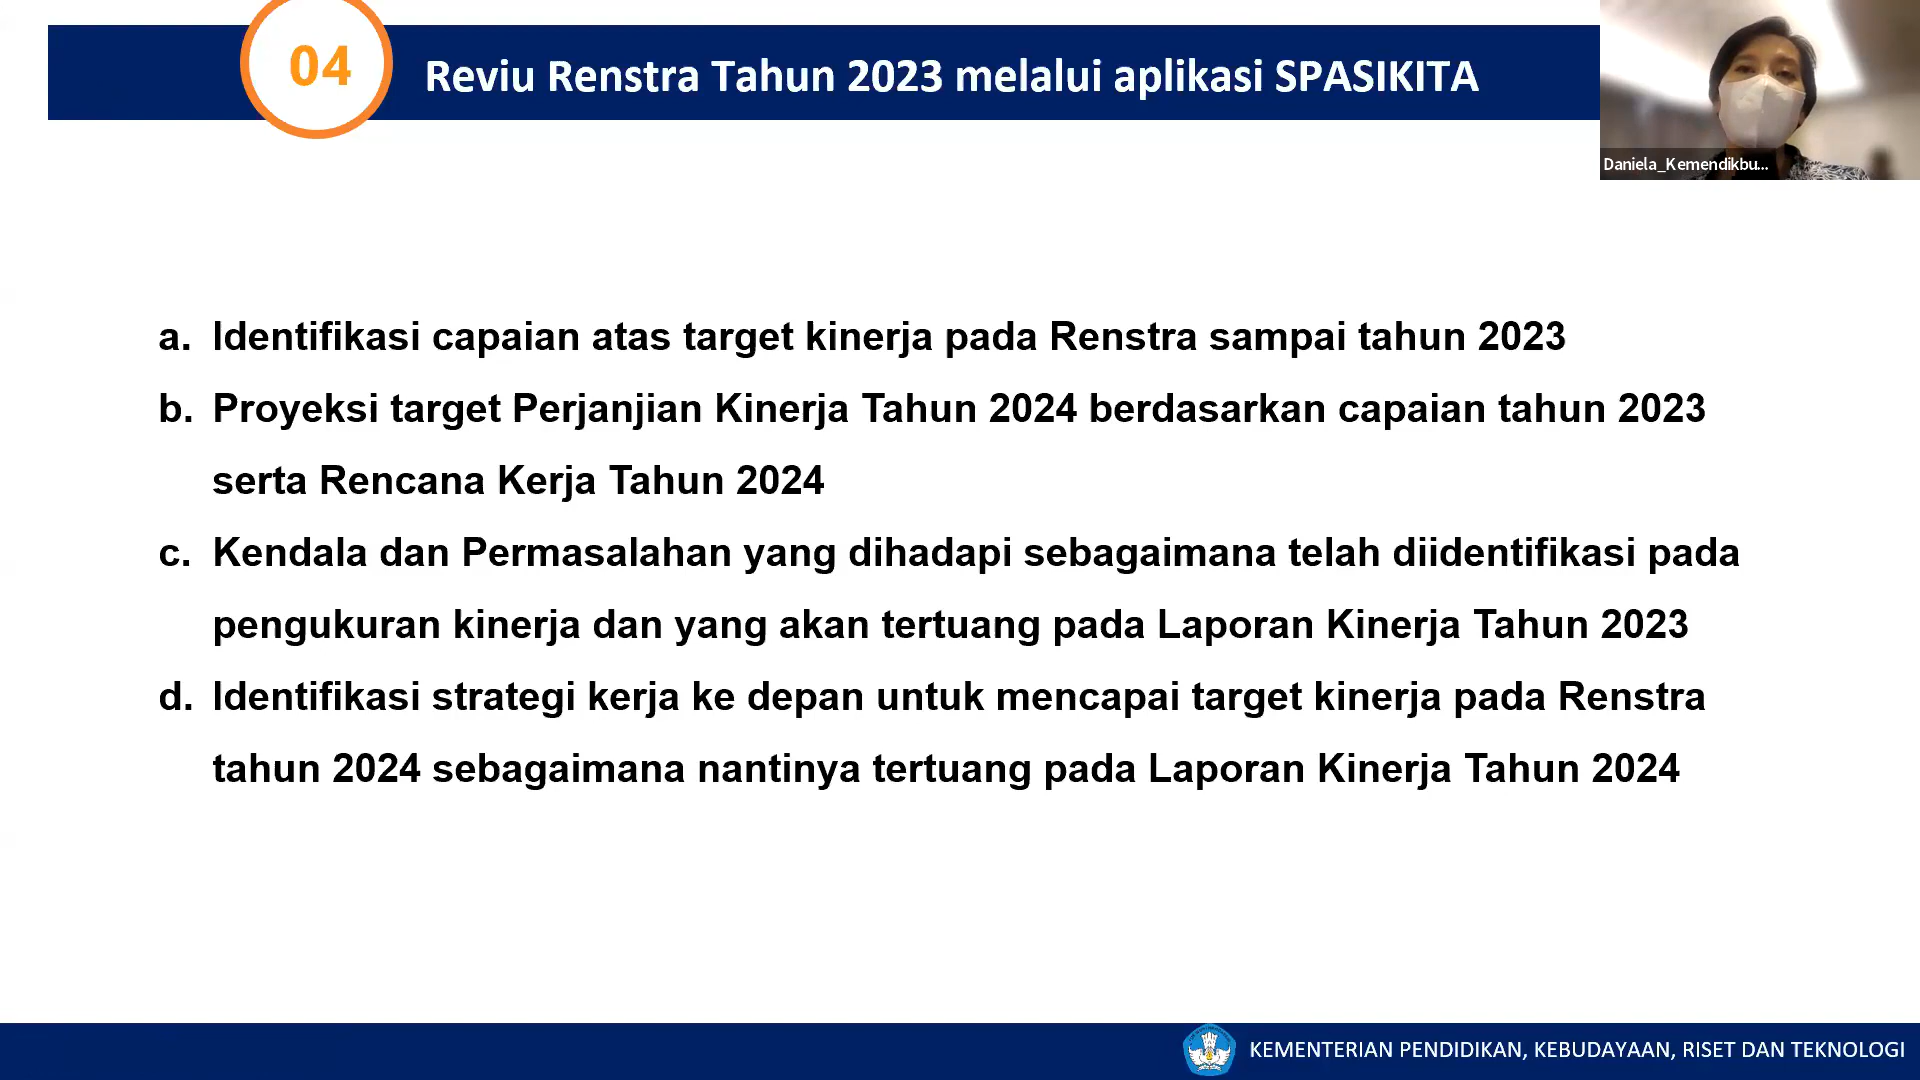 04
Reviu Renstra Tahun 2023 melalui aplikasi SPASIKITA
Daniela_Kemendikbu...
a. Identifikasi capaian atas target kinerja pada Renstra sampai tahun 2023
b. Proyeksi target Perjanjian Kinerja Tahun 2024 berdasarkan capaian tahun 2023
serta Rencana Kerja Tahun 2024
c. Kendala dan Permasalahan yang dihadapi sebagaimana telah diidentifikasi pada
pengukuran kinerja dan yang akan tertuang pada Laporan Kinerja Tahun 2023
d. Identifikasi strategi kerja ke depan untuk mencapai target kinerja pada Renstra
tahun 2024 sebagaimana nantinya tertuang pada Laporan Kinerja Tahun 2024
KEMENTERIAN PENDIDIKAN, KEBUDAYAAN, RISET DAN TEKNOLOGI